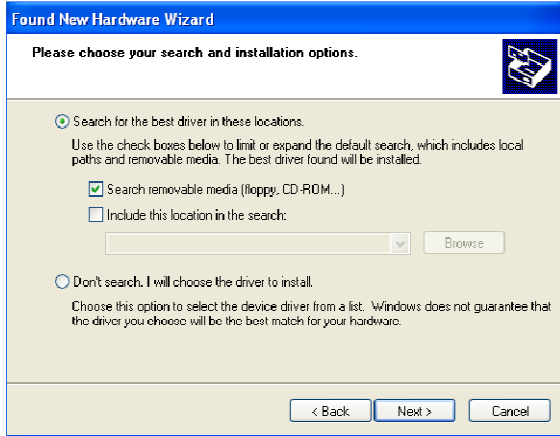 Found New Hardware Wizard
Please choose your search and installation options.
Search for the best driver in these locations.
Use the check boxes below to limit or expand the default search, which includes local
paths and removable media. The best driver found will be installed.
Search removable media (floppy, CD-ROM...)
Include this location in the search:
Browse
Don't search. I will choose the driver to install.
Choose this option to select the device driver from a list. Windows does not guarantee that
the driver you choose will be the best match for your hardware.
< Back Next > Cancel